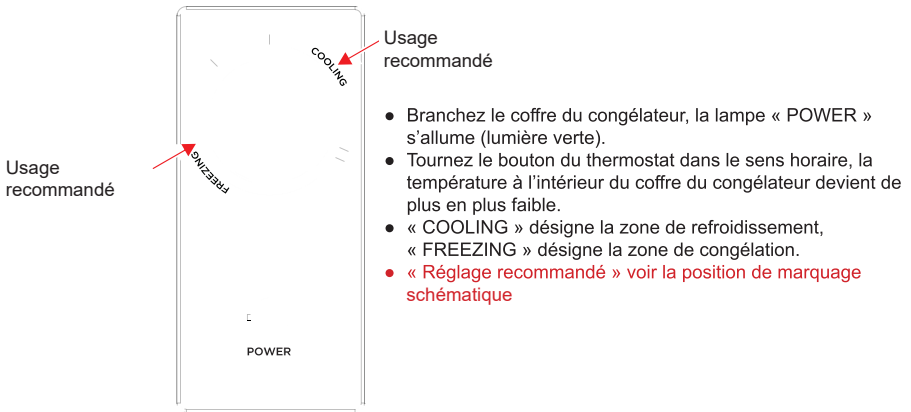 COOLING
Usage
recommandé
● Branchez le coffre du congélateur, la lampe « POWER »
s’allume (lumière verte).
● Tournez le bouton du thermostat dans le sens horaire, la
température à l’intérieur du coffre du congélateur devient de
plus en plus faible.
● « COOLING » désigne la zone de refroidissement,
« FREEZING » désigne la zone de congélation.
● « Réglage recommandé » voir la position de marquage
schématique
Usage
recommandé
FREEZING
POWER